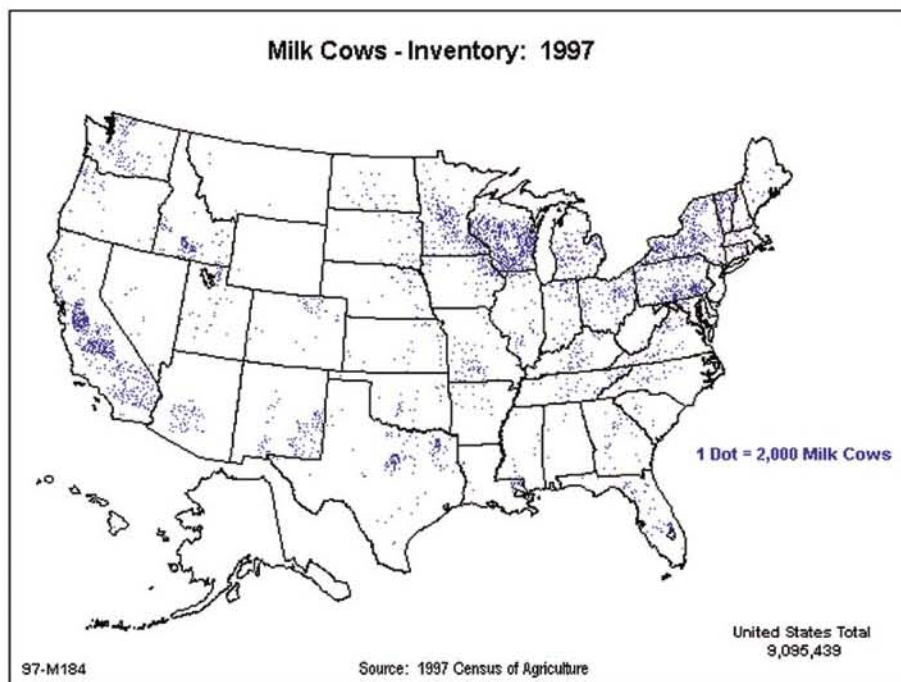 Milk Cows - Inventory: 1997
1 Dot = 2,000 Milk Cows
United States Total
9,095,439
97-M184
Source: 1997 Census of Agriculture